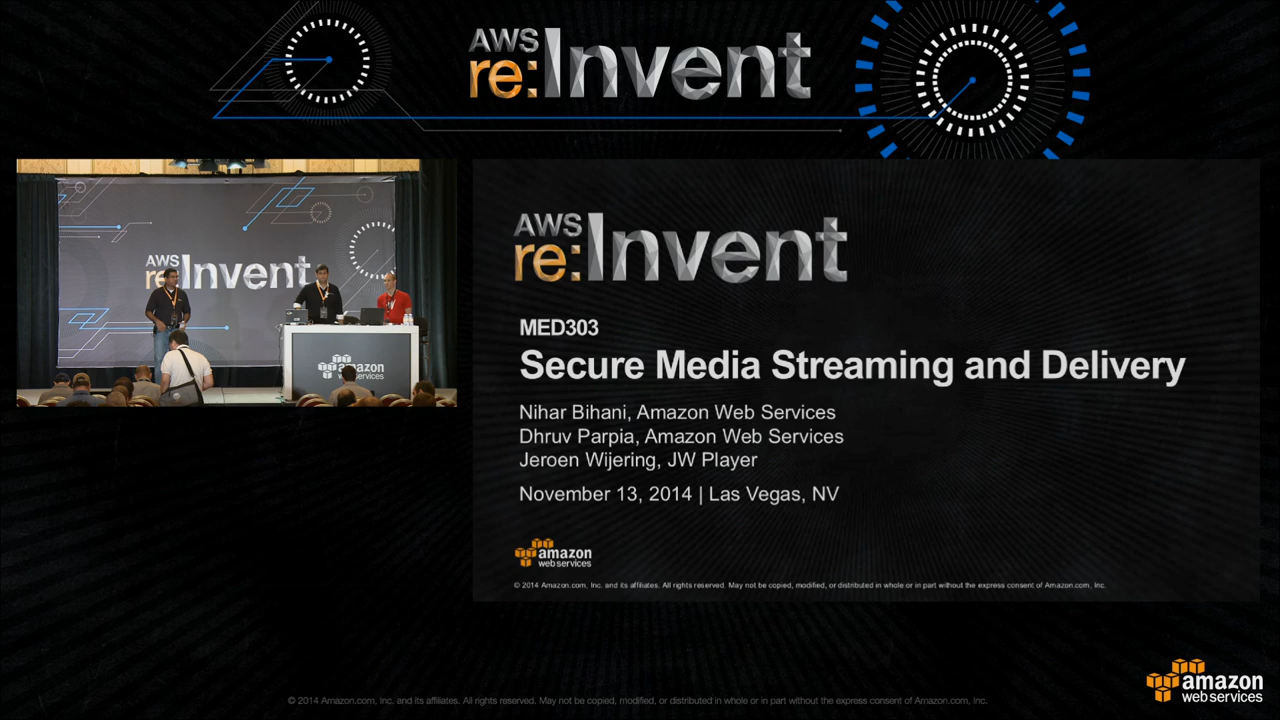 AWS
re:Invent
AWS
re:Invent
amazon
web services
AWS
re:Invent
MED303
Secure Media Streaming and Delivery
Nihar Bihani, Amazon Web Services
Dhruv Parpia, Amazon Web Services
Jeroen Wijering, JW Player
November 13, 2014 | Las Vegas, NV
amazon
web services
© 2014 Amazon.com, Inc. and its affiliates. All rights reserved. May not be copied, modified, or distributed in whole or in part without the express consent of Amazon.com, Inc.
amazon
web services
© 2014 Amazon.com, Inc. and its affiliates. All rights reserved. May not be copied, modified, or distributed in whole or in part without the express consent of Amazon.com, Inc.